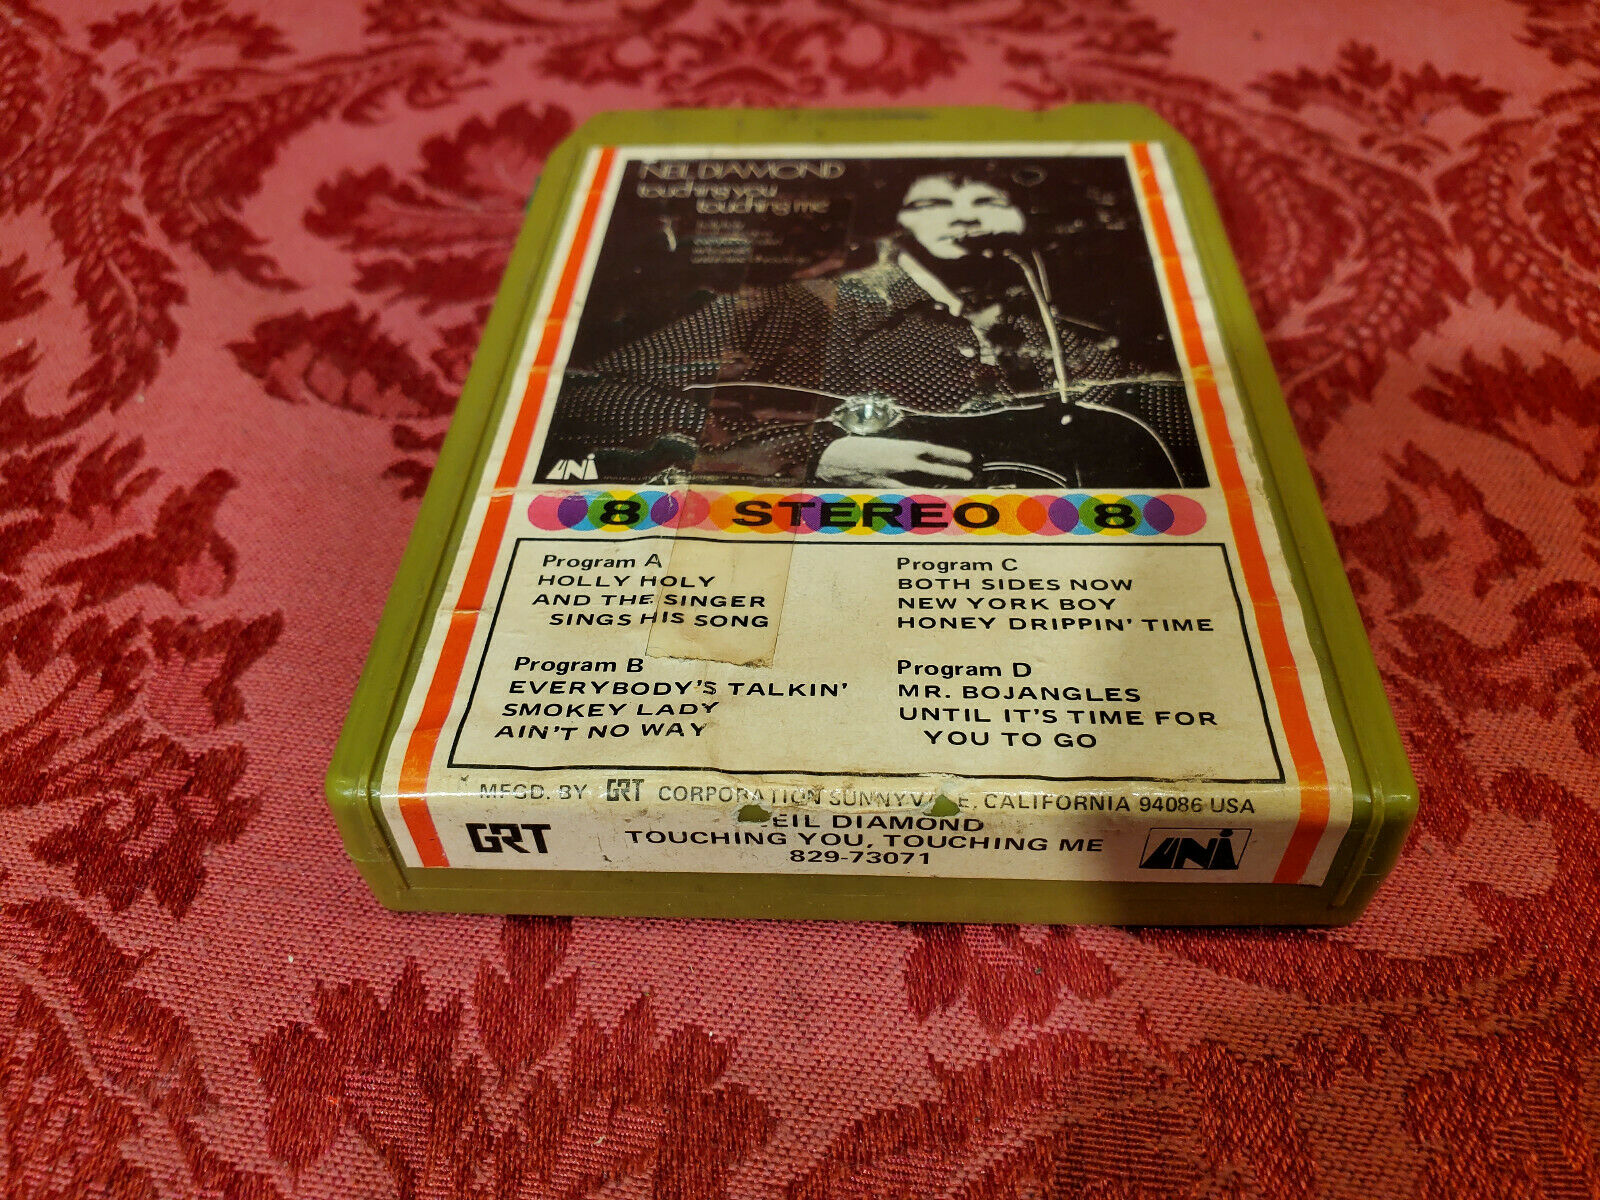 NEIL DIAMOND
touching you
touching me
UNI
8 STEREO 8
Program A
HOLLY HOLY
AND THE SINGER
SINGS HIS SONG
Program B
EVERYBODY'S TALKIN'
SMOKEY LADY
AIN'T NO WAY
Program C
BOTH SIDES NOW
NEW YORK BOY
HONEY DRIPPIN' TIME
Program D
MR. BOJANGLES
UNTIL IT'S TIME FOR
YOU TO GO
MFGD. BY GRT CORPORATION SUNNYVALE, CALIFORNIA 94086 USA
GRT
NEIL DIAMOND
TOUCHING YOU, TOUCHING ME
829-73071
UNI